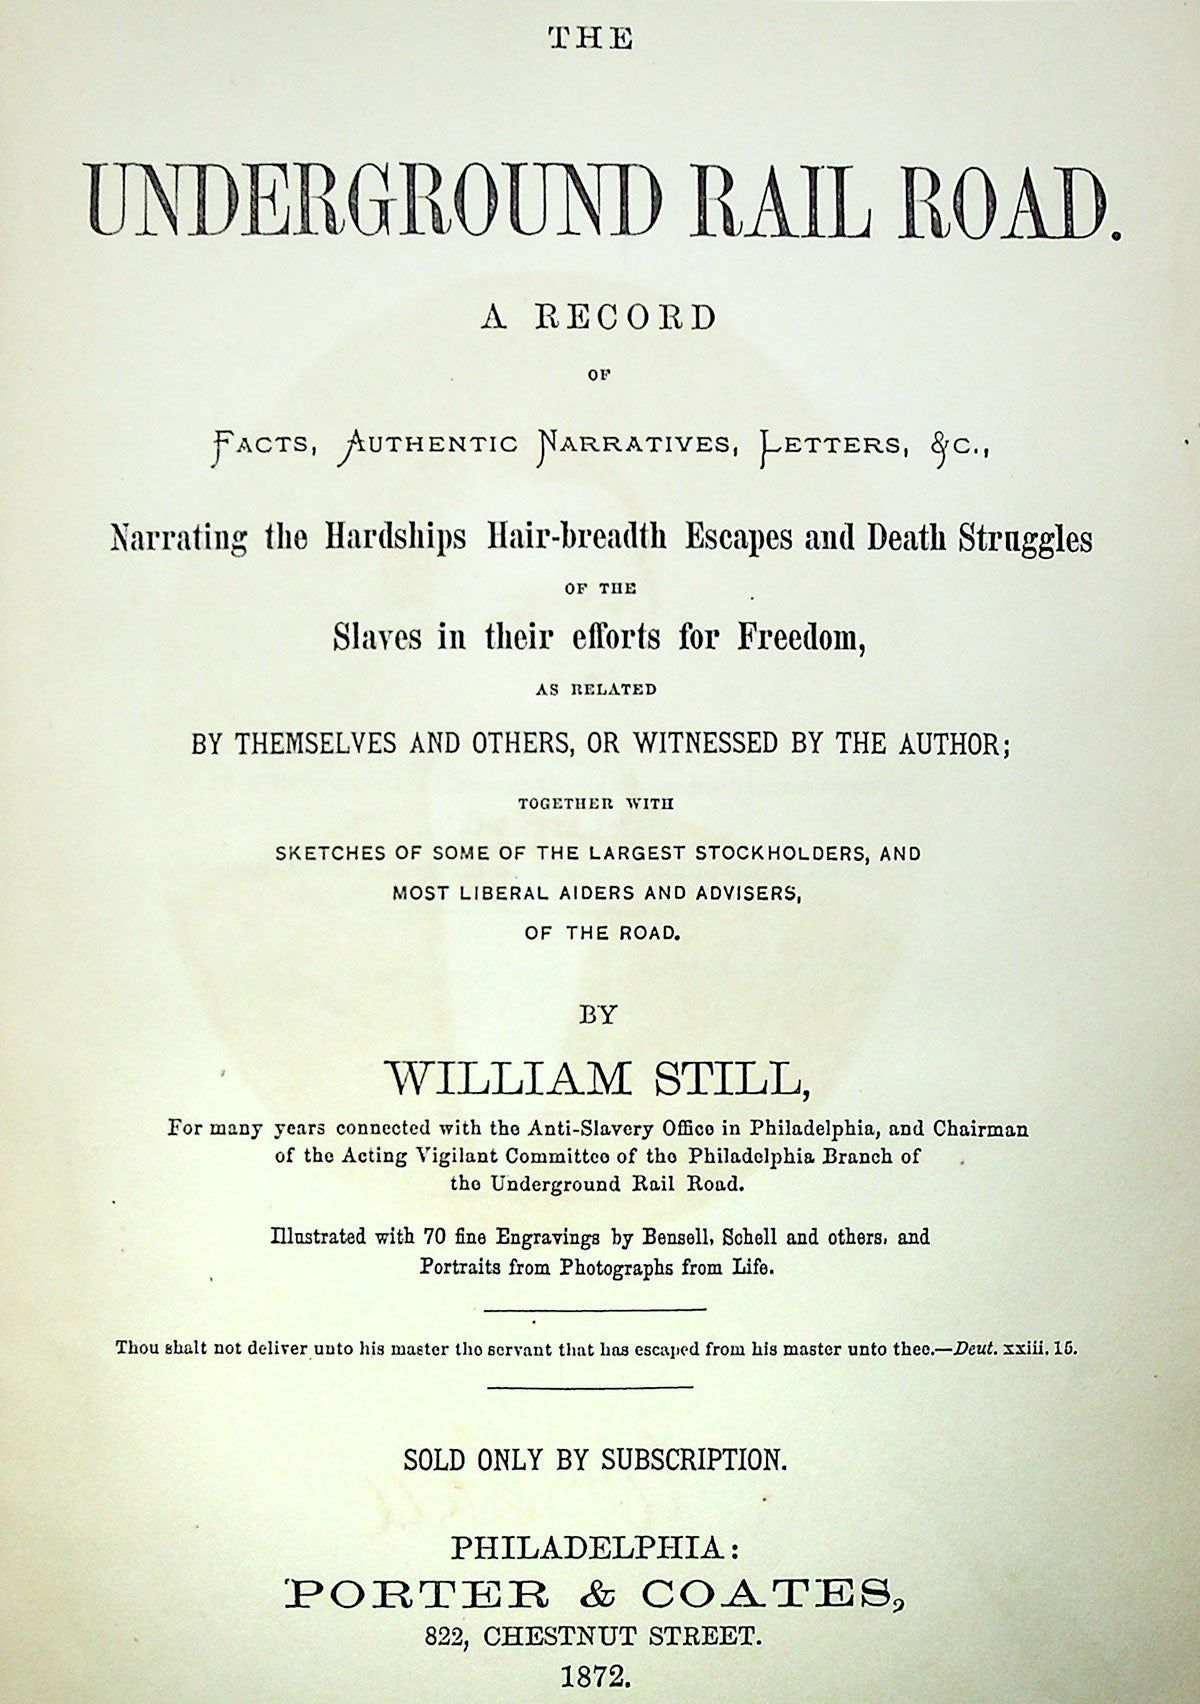 THE
UNDERGROUND RAIL ROAD.
A RECORD
OF
FACTS, AUTHENTIC NARRATIVES, LETTERS, &C.,
Narrating the Hardships Hair-breadth Escapes and Death Struggles
OF THE
Slaves in their efforts for Freedom,
AS RELATED
BY THEMSELVES AND OTHERS, OR WITNESSED BY THE AUTHOR;
TOGETHER WITH
SKETCHES OF SOME OF THE LARGEST STOCKHOLDERS, AND
MOST LIBERAL AIDERS AND ADVISERS,
OF THE ROAD.
BY
WILLIAM STILL,
For many years connected with the Anti-Slavery Office in Philadelphia, and Chairman
of the Acting Vigilant Committee of the Philadelphia Branch of
the Underground Rail Road.
Illustrated with 70 fine Engravings by Bensell, Schell and others, and
Portraits from Photographs from Life.
Thou shalt not deliver unto his master the servant that has escaped from his master unto thee.—Deut. xxiii. 15.
SOLD ONLY BY SUBSCRIPTION.
PHILADELPHIA:
PORTER & COATES,
822, CHESTNUT STREET.
1872.